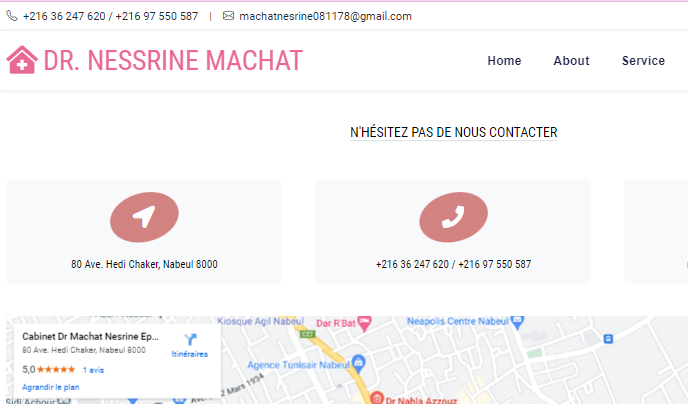 +216 36 247 620 / +216 97 550 587 | machatnesrine081178@gmail.com
DR. NESSRINE MACHAT
Home About Service
N'HÉSITEZ PAS DE NOUS CONTACTER
80 Ave. Hedi Chaker, Nabeul 8000
+216 36 247 620 / +216 97 550 587
Kiosque Agil Nabeul
Dar R'Bat
Neapolis Centre Nabeul
Cabinet Dr Machat Nesrine Ep...
80 Ave. Hedi Chaker, Nabeul 8000
Itinéraires
5,0 ★★★★★ 1 avis
Agrandir le plan
Agence Tunisair Nabeul
2 Mars 1934
Dr Nahla Azzouz
Sidi Achour